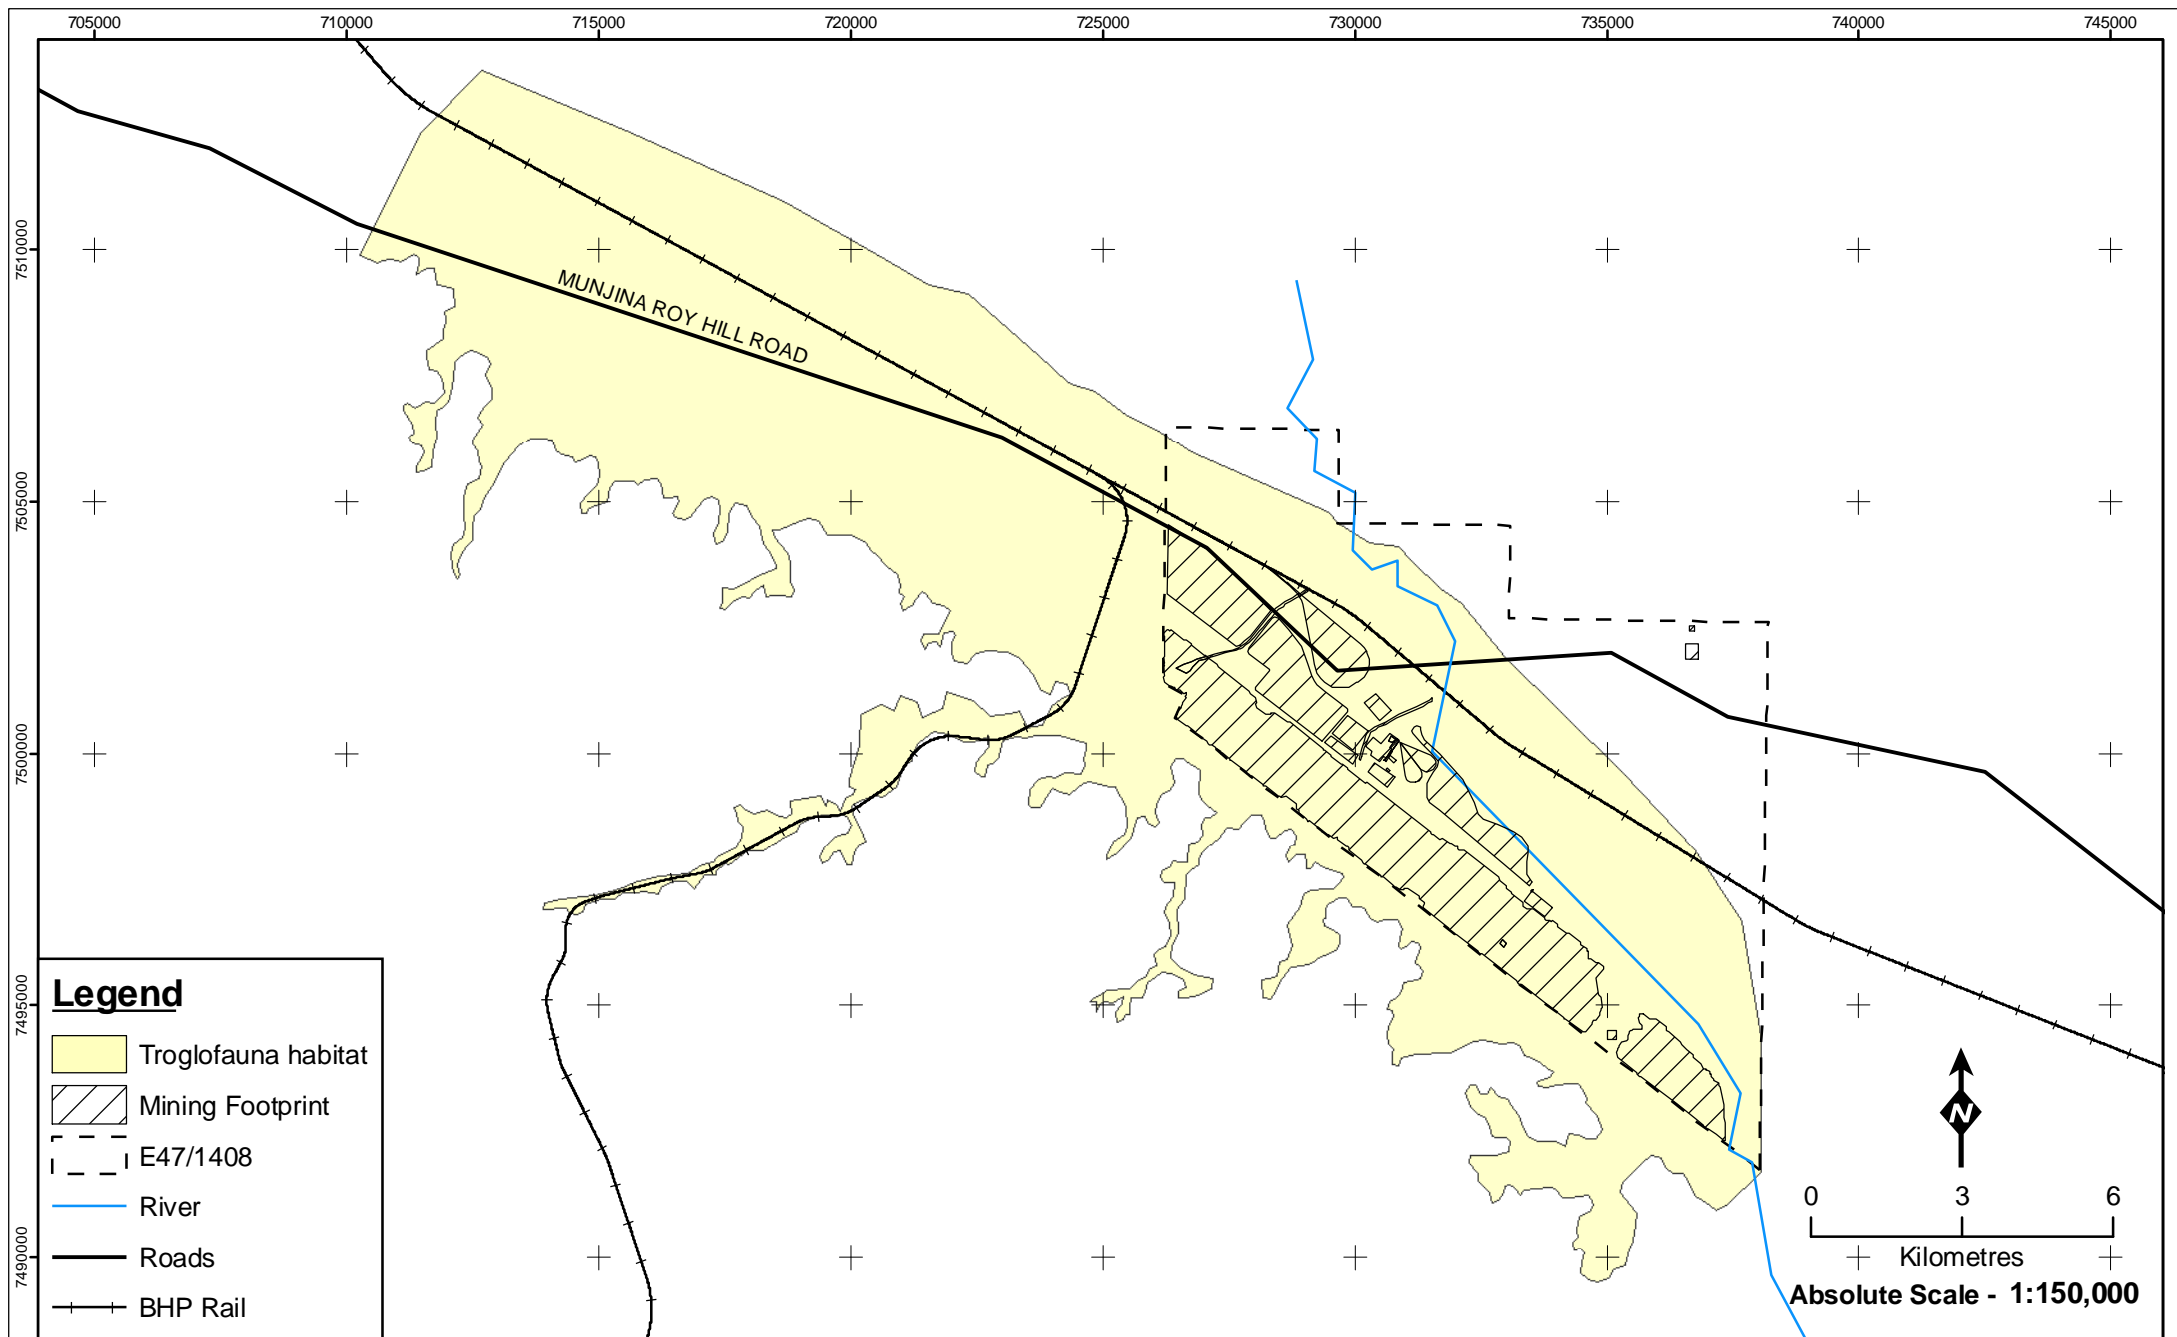 705000 710000 715000 720000 725000 730000 735000 740000 745000
7510000
7505000
7500000
7495000
7490000
MUNJINA ROY HILL ROAD
Legend
Troglofauna habitat
Mining Footprint
E47/1408
River
Roads
BHP Rail
N
0 3 6
Kilometres
Absolute Scale - 1:150,000